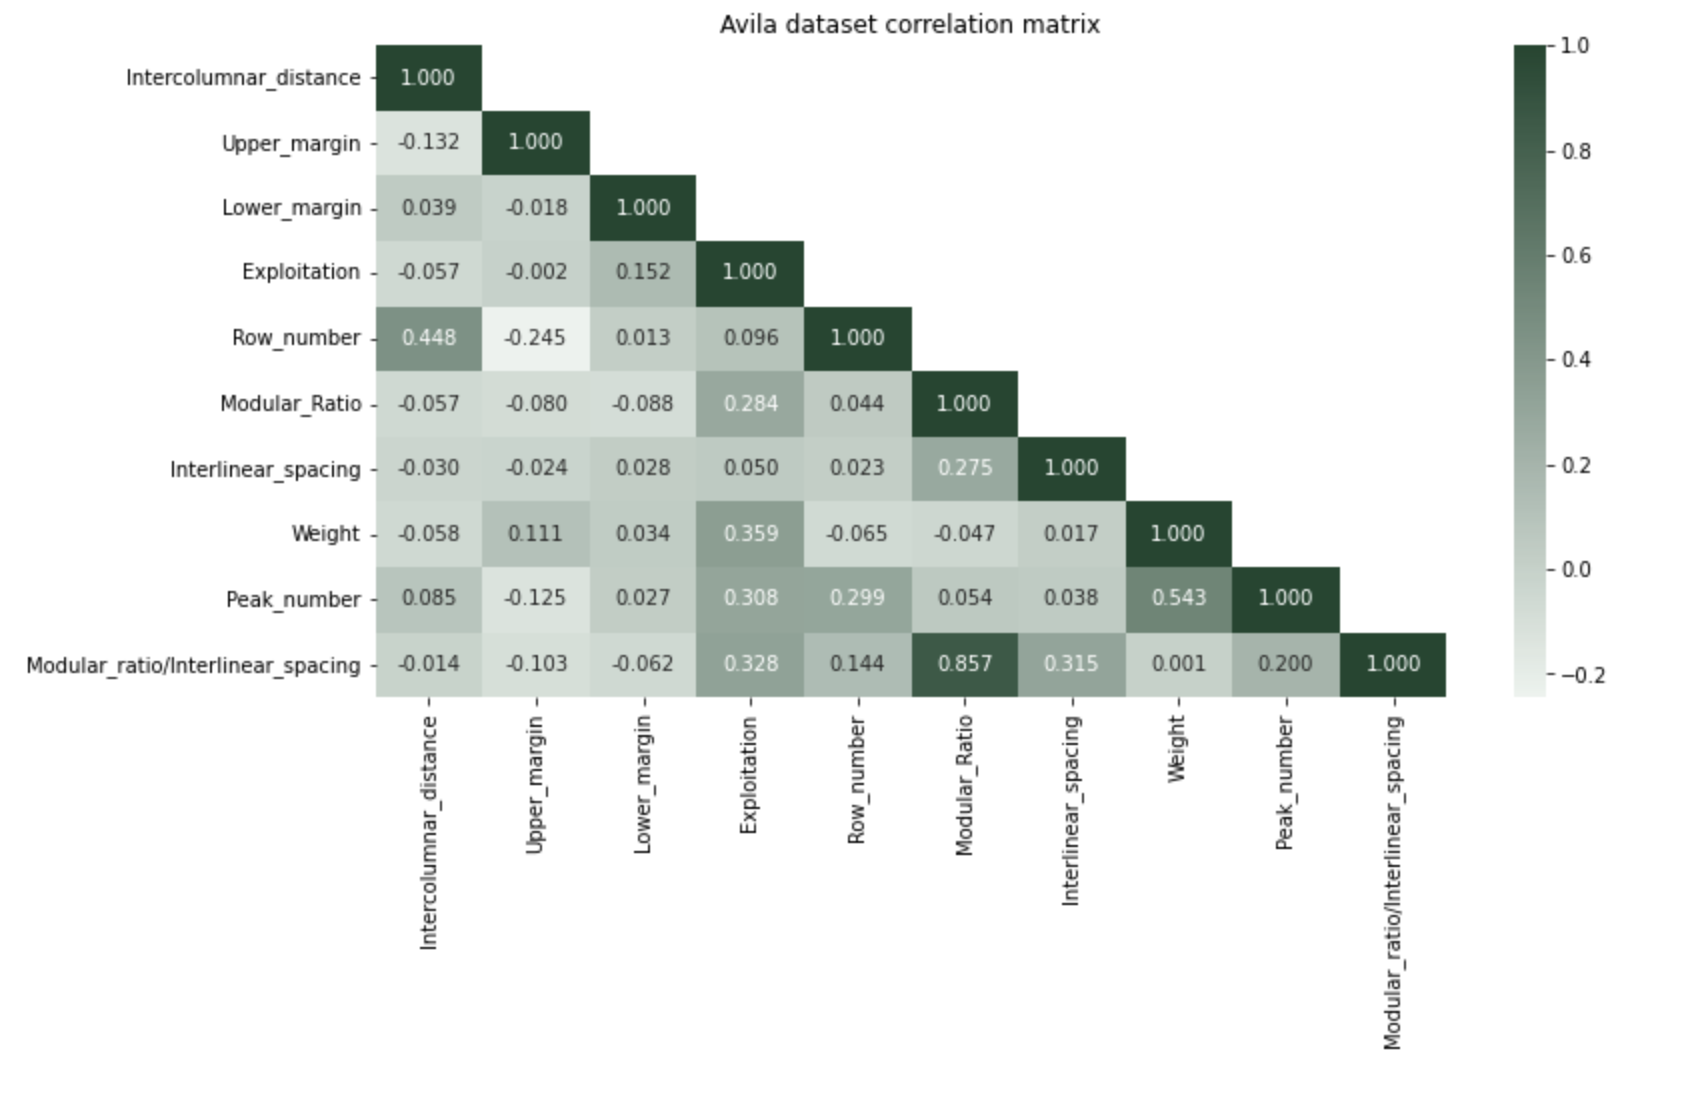 Avila dataset correlation matrix
Intercolumnar_distance 1.000
Upper_margin -0.132 1.000
Lower_margin 0.039 -0.018 1.000
Exploitation -0.057 -0.002 0.152 1.000
Row_number 0.448 -0.245 0.013 0.096 1.000
Modular_Ratio -0.057 -0.080 -0.088 0.284 0.044 1.000
Interlinear_spacing -0.030 -0.024 0.028 0.050 0.023 0.275 1.000
Weight -0.058 0.111 0.034 0.359 -0.065 -0.047 0.017 1.000
Peak_number 0.085 -0.125 0.027 0.308 0.299 0.054 0.038 0.543 1.000
Modular_ratio/Interlinear_spacing -0.014 -0.103 -0.062 0.328 0.144 0.857 0.315 0.001 0.200 1.000
Intercolumnar_distance
Upper_margin
Lower_margin
Exploitation
Row_number
Modular_Ratio
Interlinear_spacing
Weight
Peak_number
Modular_ratio/Interlinear_spacing
1.0
0.8
0.6
0.4
0.2
0.0
−0.2